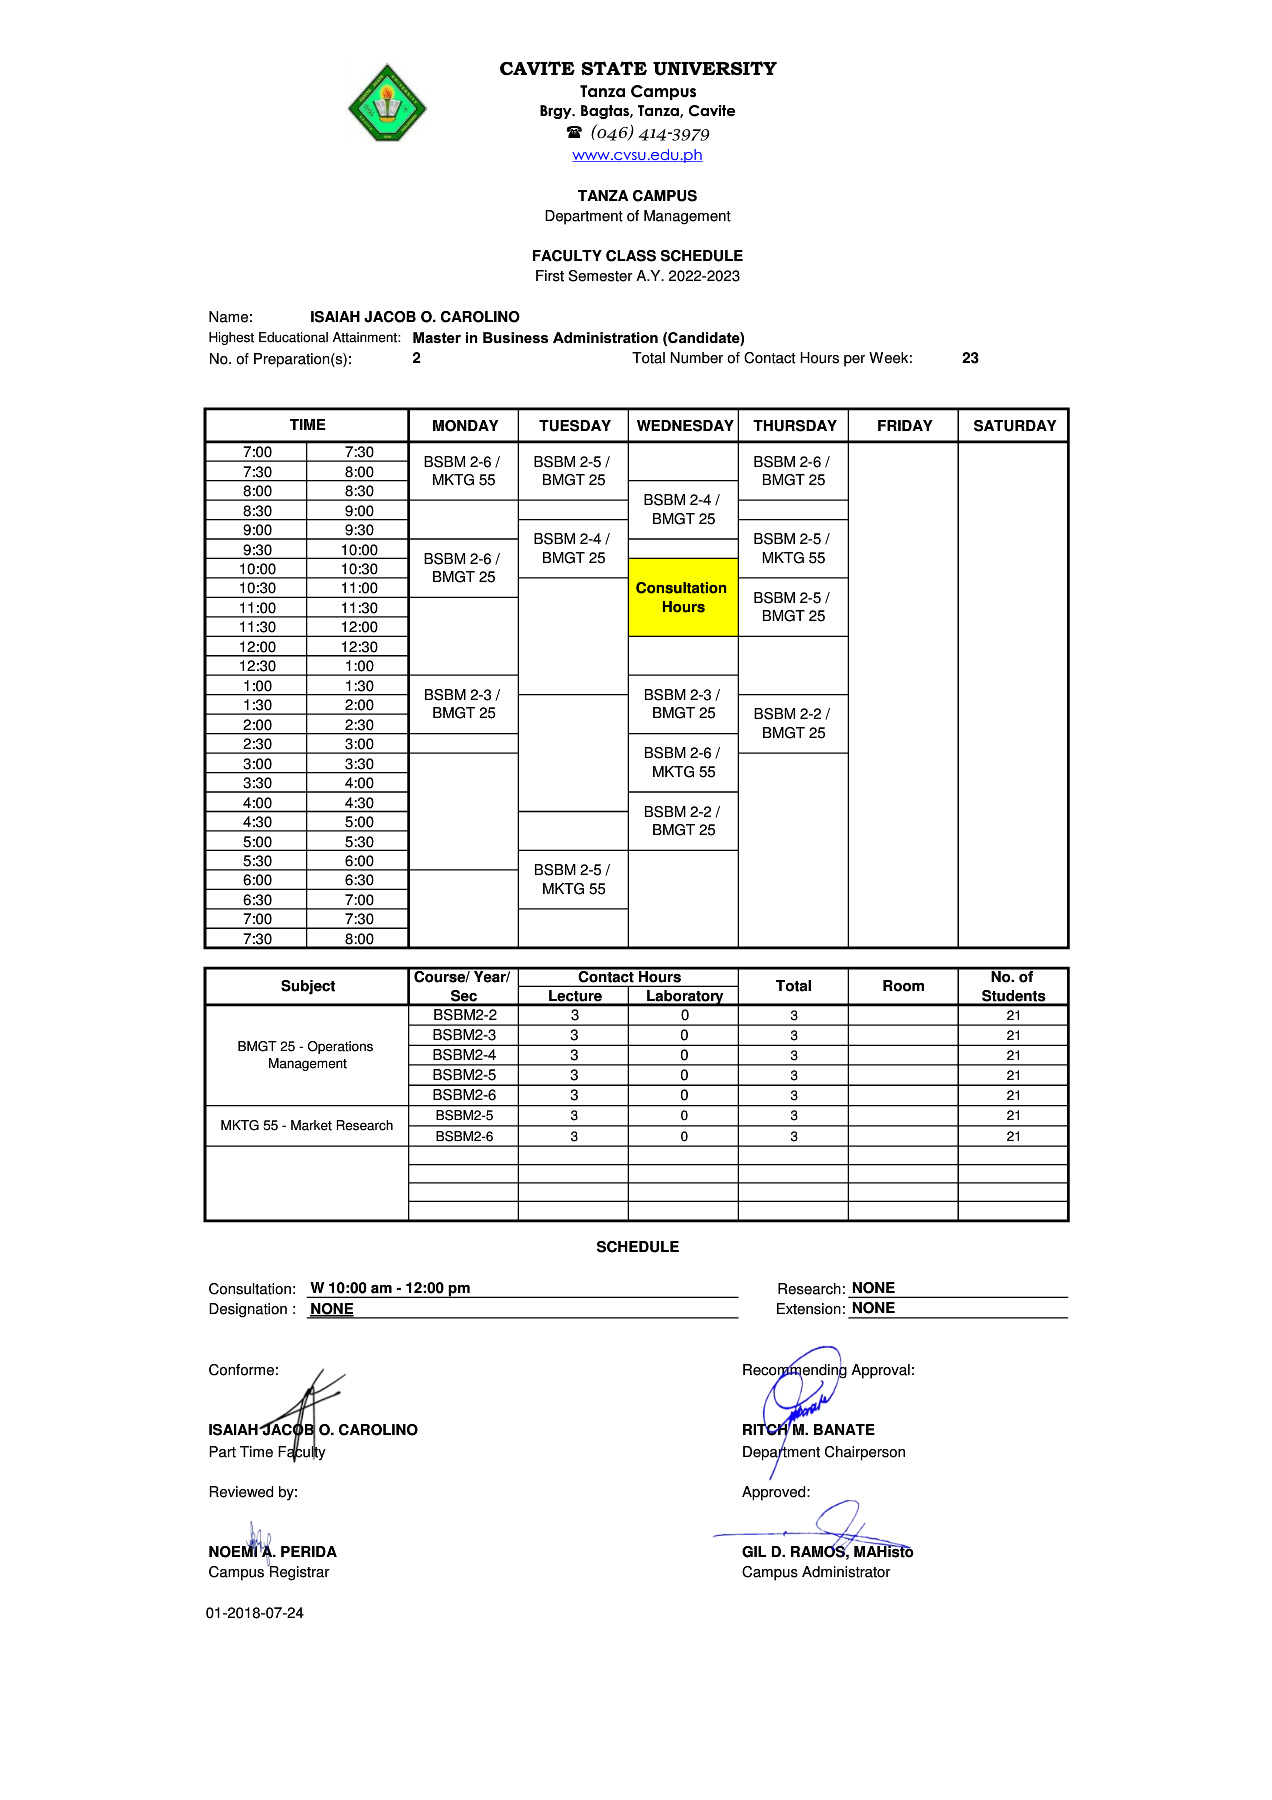 CAVITE STATE UNIVERSITY
Tanza Campus
Brgy. Bagtas, Tanza, Cavite
☎ (046) 414-3979
www.cvsu.edu.ph
TANZA CAMPUS
Department of Management
FACULTY CLASS SCHEDULE
First Semester A.Y. 2022-2023
Name: ISAIAH JACOB O. CAROLINO
Highest Educational Attainment: Master in Business Administration (Candidate)
No. of Preparation(s): 2 Total Number of Contact Hours per Week: 23
TIME MONDAY TUESDAY WEDNESDAY THURSDAY FRIDAY SATURDAY
7:00 7:30
7:30 8:00
8:00 8:30
8:30 9:00
9:00 9:30
9:30 10:00
10:00 10:30
10:30 11:00
11:00 11:30
11:30 12:00
12:00 12:30
12:30 1:00
1:00 1:30
1:30 2:00
2:00 2:30
2:30 3:00
3:00 3:30
3:30 4:00
4:00 4:30
4:30 5:00
5:00 5:30
5:30 6:00
6:00 6:30
6:30 7:00
7:00 7:30
7:30 8:00
BSBM 2-6 /
MKTG 55
BSBM 2-6 /
BMGT 25
BSBM 2-3 /
BMGT 25
BSBM 2-5 /
BMGT 25
BSBM 2-4 /
BMGT 25
BSBM 2-5 /
MKTG 55
BSBM 2-4 /
BMGT 25
Consultation
Hours
BSBM 2-3 /
BMGT 25
BSBM 2-6 /
MKTG 55
BSBM 2-2 /
BMGT 25
BSBM 2-6 /
BMGT 25
BSBM 2-5 /
MKTG 55
BSBM 2-5 /
BMGT 25
BSBM 2-2 /
BMGT 25
Subject Course/ Year/ Contact Hours Total Room No. of
Sec Lecture Laboratory Students
BMGT 25 - Operations
Management
BSBM2-2 3 0 3 21
BSBM2-3 3 0 3 21
BSBM2-4 3 0 3 21
BSBM2-5 3 0 3 21
BSBM2-6 3 0 3 21
MKTG 55 - Market Research
BSBM2-5 3 0 3 21
BSBM2-6 3 0 3 21
SCHEDULE
Consultation: W 10:00 am - 12:00 pm Research: NONE
Designation : NONE Extension: NONE
Conforme: Recommending Approval:
ISAIAH JACOB O. CAROLINO RITCH M. BANATE
Part Time Faculty Department Chairperson
Reviewed by: Approved:
NOEMI A. PERIDA GIL D. RAMOS, MAHisto
Campus Registrar Campus Administrator
01-2018-07-24